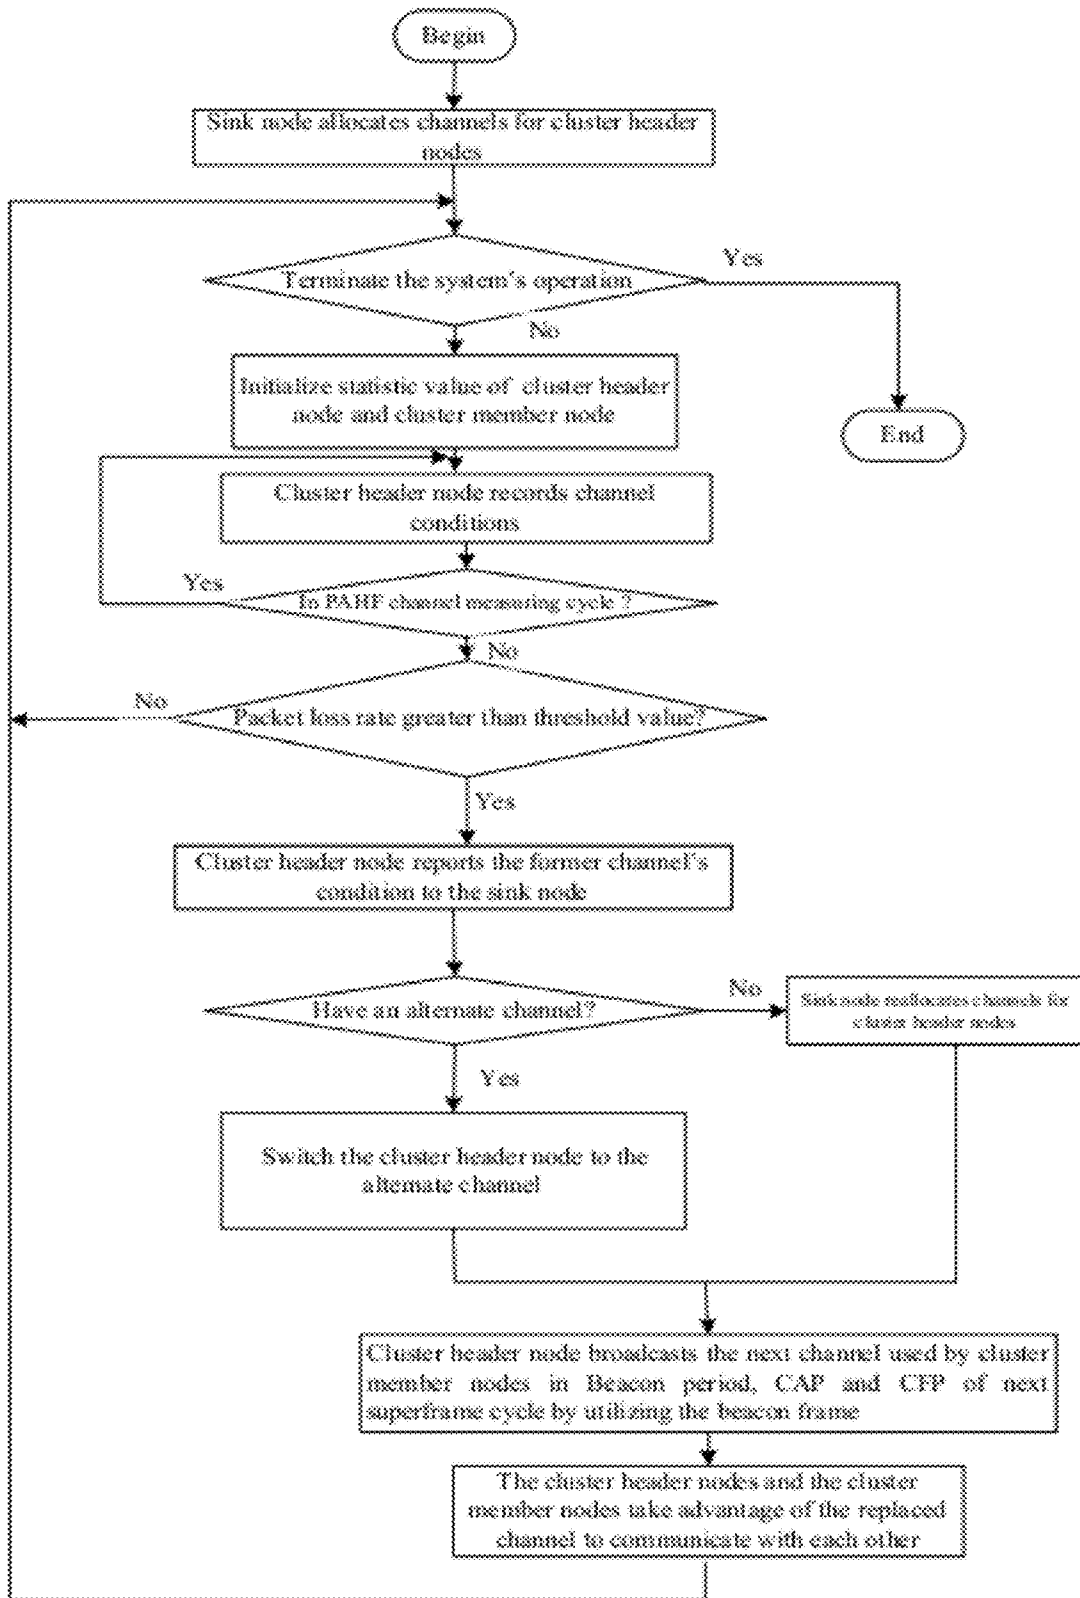 Begin
Sink node allocates channels for cluster header
nodes
Terminate the system's operation
Yes
No
Initialize statistic value of cluster header
node and cluster member node
End
Cluster header node records channel
conditions
Yes
In PAHF channel measuring cycle ?
No
No
Packet loss rate greater than threshold value?
Yes
Cluster header node reports the former channel's
condition to the sink node
Have an alternate channel?
No
Sink node reallocates channels for
cluster header nodes
Yes
Switch the cluster header node to the
alternate channel
Cluster header node broadcasts the next channel used by cluster
member nodes in Beacon period, CAP and CFP of next
superframe cycle by utilizing the beacon frame
The cluster header nodes and the cluster
member nodes take advantage of the replaced
channel to communicate with each other